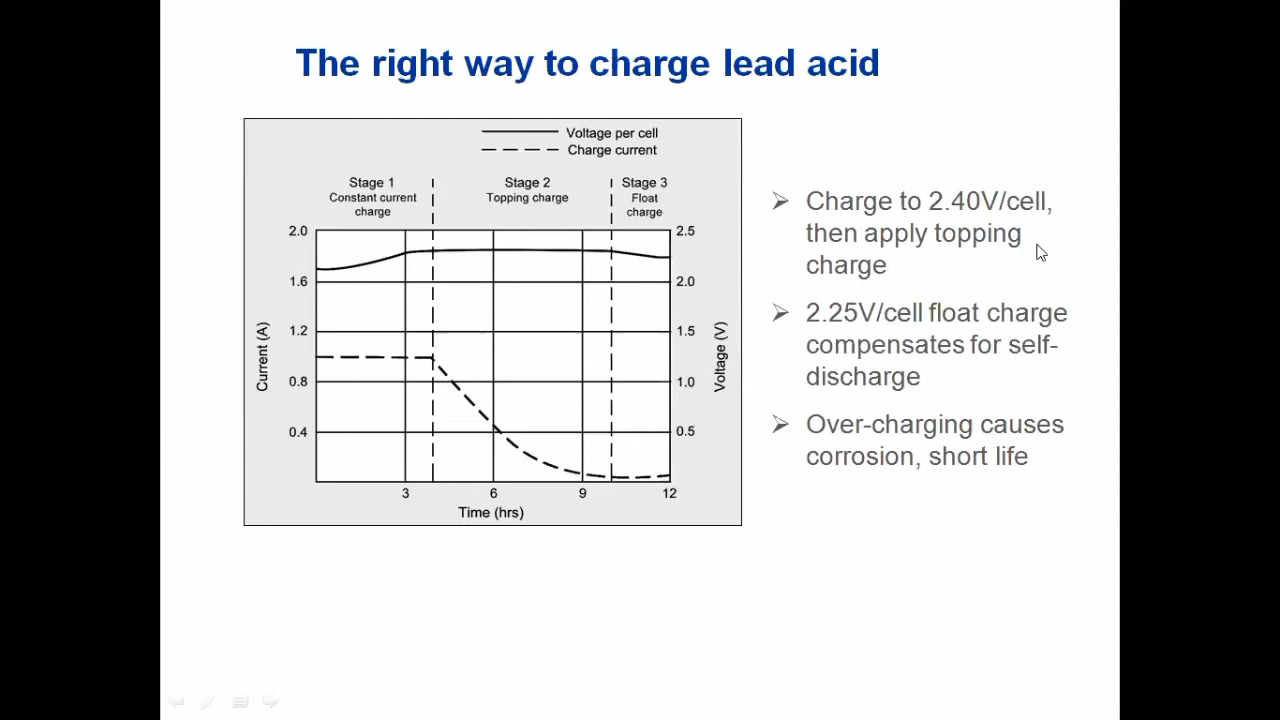 The right way to charge lead acid
Voltage per cell
Charge current
Stage 1
Constant current
charge
Stage 2
Topping charge
Stage 3
Float
charge
2.0
1.6
1.2
0.8
0.4
Current (A)
2.5
2.0
1.5
1.0
0.5
Voltage (V)
3
6
9
12
Time (hrs)
Charge to 2.40V/cell,
then apply topping
charge
2.25V/cell float charge
compensates for self-
discharge
Over-charging causes
corrosion, short life